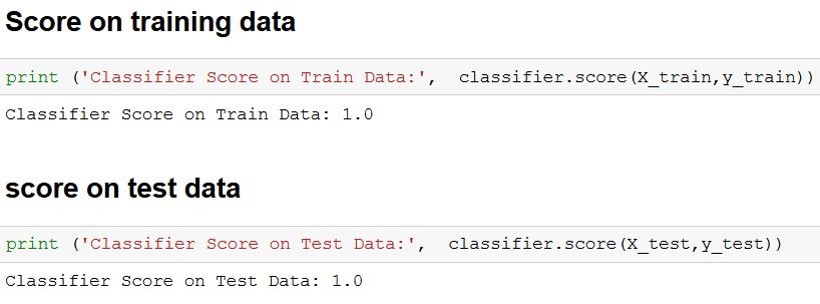 Score on training data
print ('Classifier Score on Train Data:',  classifier.score(X_train,y_train))
Classifier Score on Train Data: 1.0
score on test data
print ('Classifier Score on Test Data:',  classifier.score(X_test,y_test))
Classifier Score on Test Data: 1.0